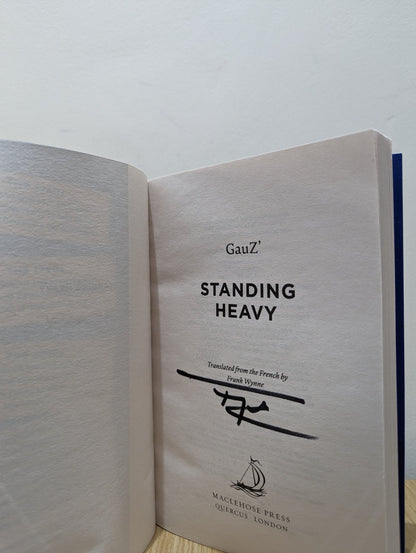 GauZ’
STANDING
HEAVY
Translated from the French by
Frank Wynne
MACLEHOSE PRESS
QUERCUS LONDON